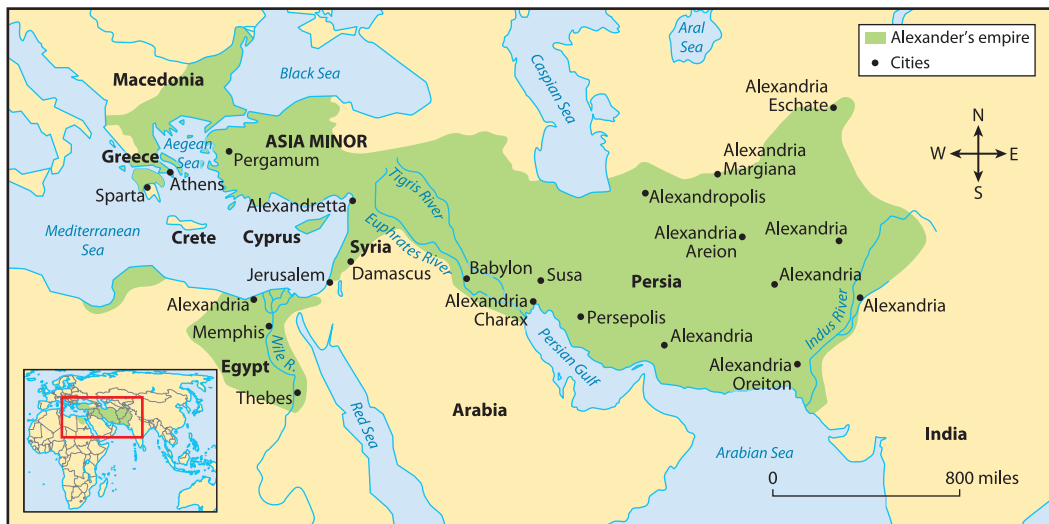 Aral
Sea
Alexander's empire
Cities
Macedonia
Black Sea
Caspian Sea
Alexandria
Eschate
N
W
E
S
Aegean
Sea
ASIA MINOR
Greece
Pergamum
Alexandria
Margiana
Athens
Sparta
Alexandretta
Tigris River
Alexandropolis
Mediterranean
Sea
Crete
Cyprus
Syria
Euphrates River
Alexandria
Areion
Alexandria
Jerusalem
Damascus
Babylon
Susa
Persia
Alexandria
Alexandria
Alexandria
Charax
Alexandria
Memphis
Persepolis
Indus River
Nile R.
Persian Gulf
Alexandria
Egypt
Alexandria
Oreiton
Thebes
Red Sea
Arabia
India
Arabian Sea
0
800 miles